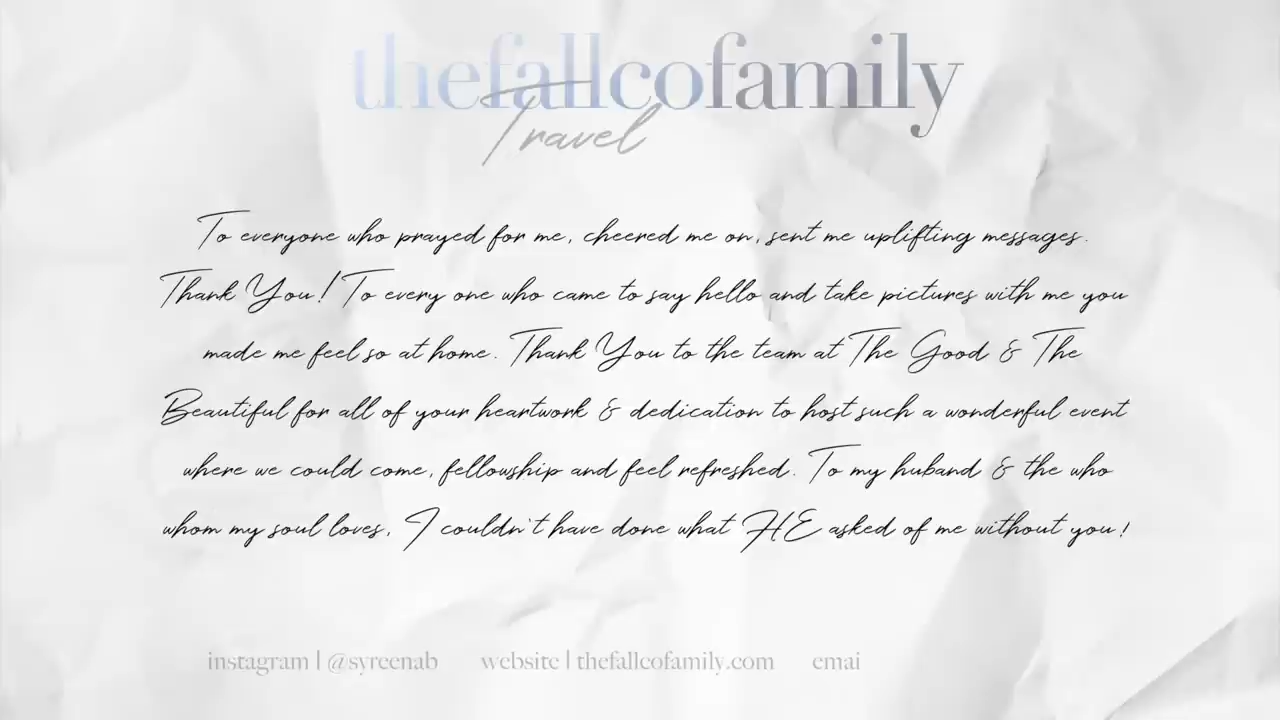 thefallcofamily
Travel
To everyone who prayed for me, cheered me on, sent me uplifting messages.
Thank You! To every one who came to say hello and take pictures with me you
made me feel so at home. Thank You to the team at The Good & The
Beautiful for all of your heartwork & dedication to host such a wonderful event
where we could come, fellowship and feel refreshed. To my huband & the who
whom my soul loves, I couldn't have done what HE asked of me without you!
instagram | @syreenab website | thefallcofamily.com emai